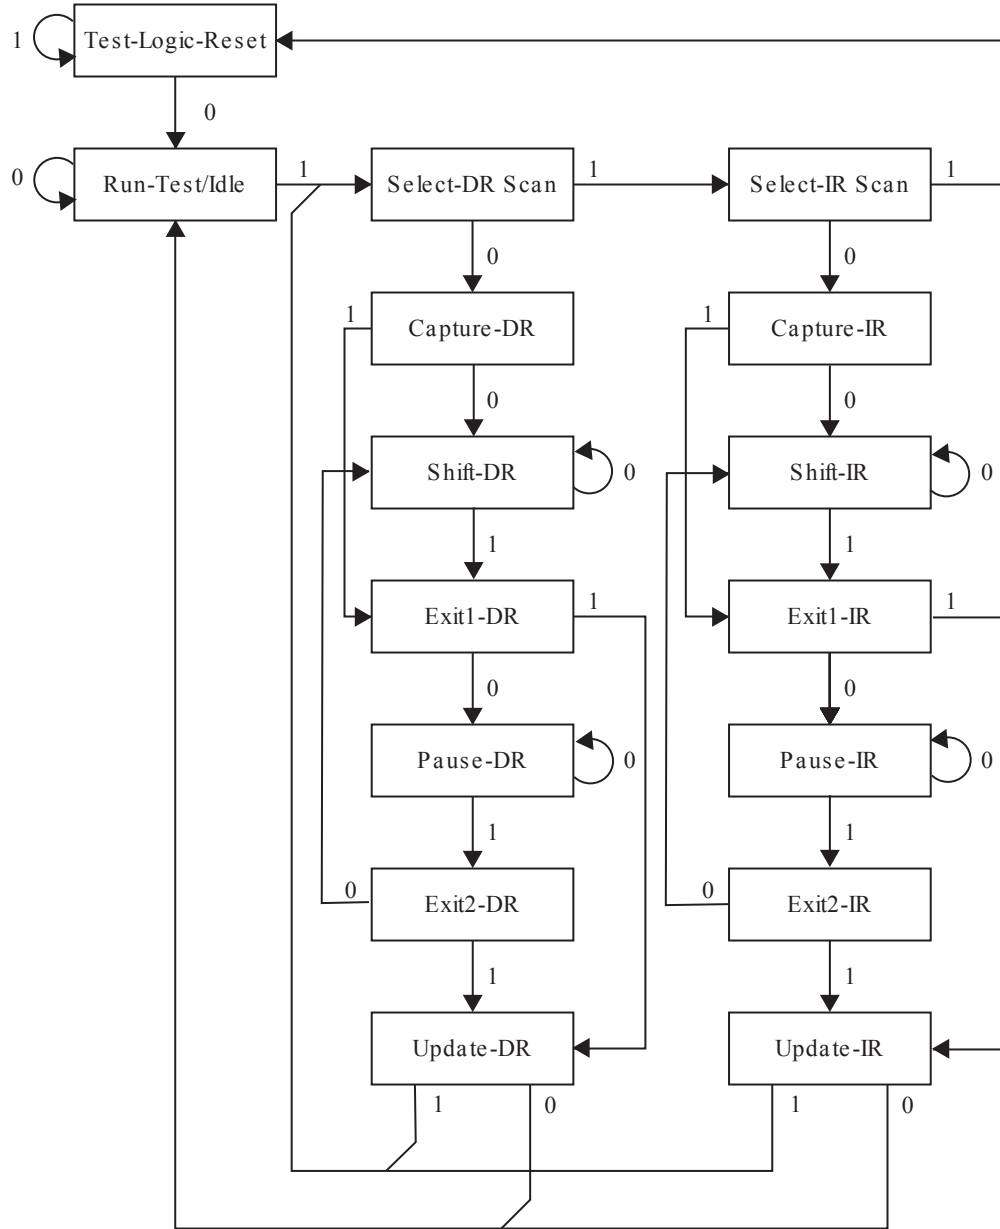 1 Test-Logic-Reset
0
0 Run-Test/Idle 1 Select-DR Scan 1 Select-IR Scan 1
0 0
1 Capture-DR 1 Capture-IR
0 0
Shift-DR 0 Shift-IR 0
1 1
Exit1-DR 1 Exit1-IR 1
0 0
Pause-DR 0 Pause-IR 0
1 1
0 Exit2-DR 0 Exit2-IR
1 1
Update-DR Update-IR
1 0 1 0